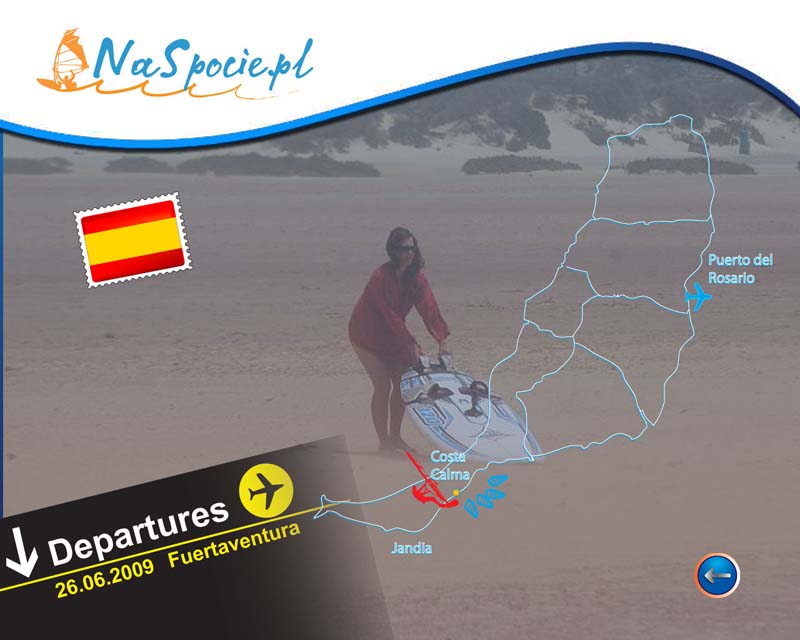 NaSpocie.pl
Puerto del
Rosario
Costa
Calma
Departures
26.06.2009 Fuertaventura
Jandia